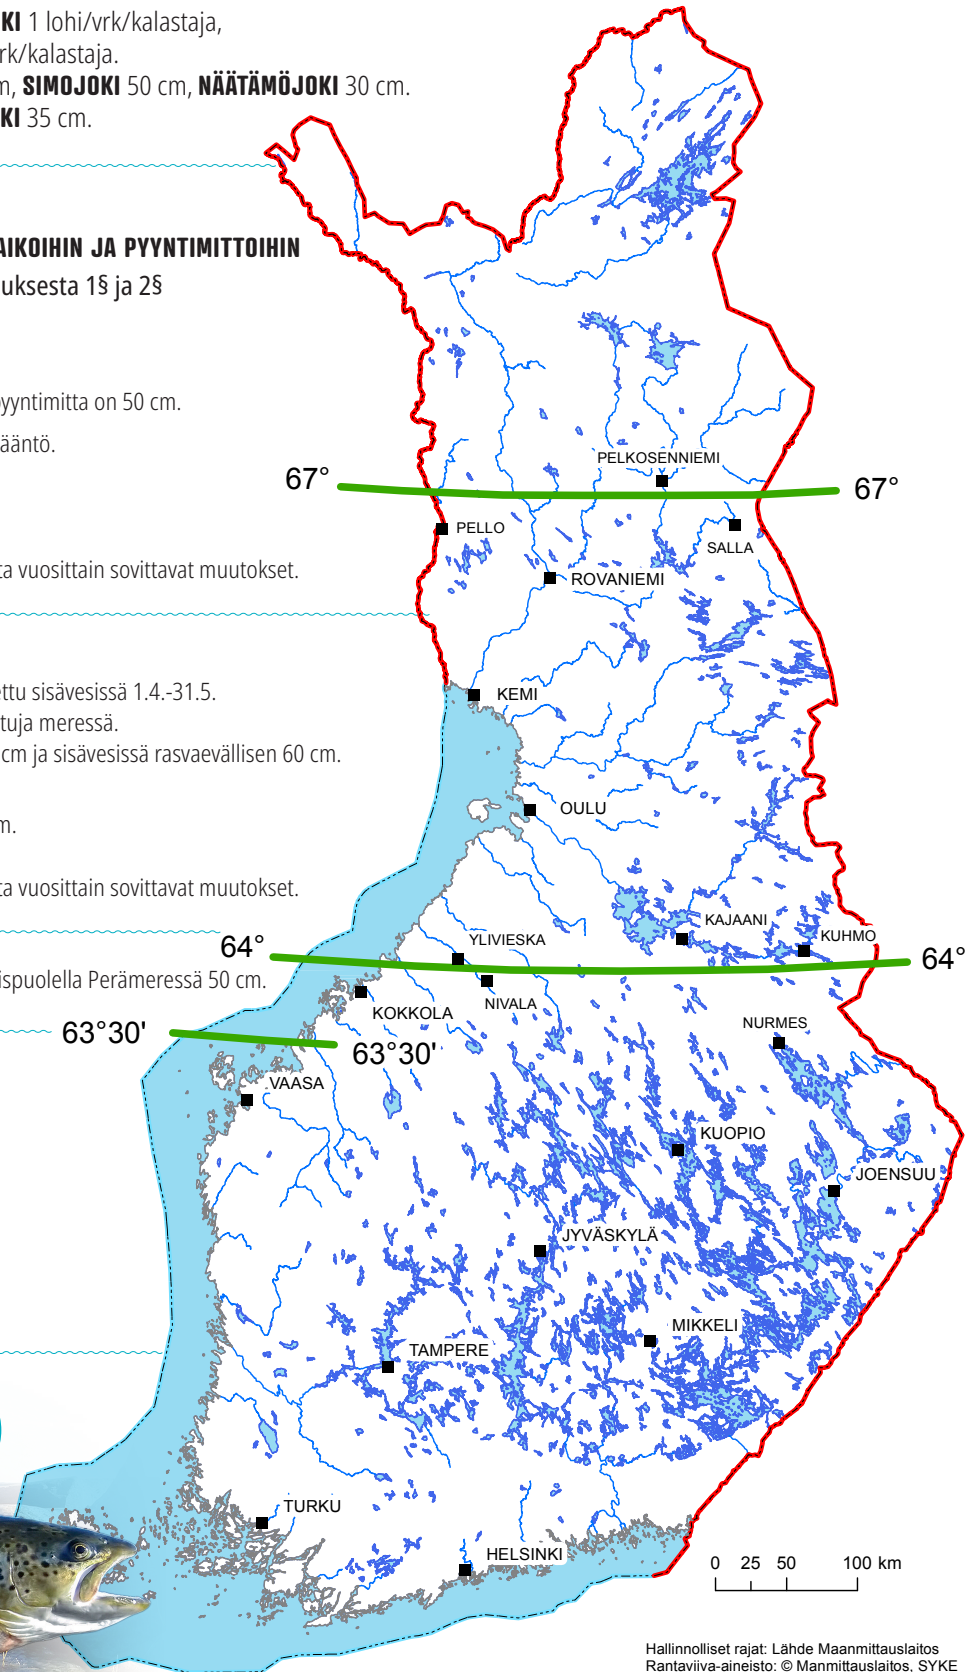 KI 1 lohi/vrk/kalastaja,
rk/kalastaja.
m, SIMOJOKI 50 cm, NÄÄTÄMÖJOKI 30 cm.
KI 35 cm.
AIKOIHIN JA PYYNTIMITTOIHIN
uksesta 1§ ja 2§
pyyntimitta on 50 cm.
ääntö.
PELKOSENNIEMI
67°
67°
PELLO
SALLA
ta vuosittain sovittavat muutokset.
ROVANIEMI
ettu sisävesissä 1.4.-31.5.
KEMI
tuja meressä.
cm ja sisävesissä rasvaevällisen 60 cm.
OULU
m.
ta vuosittain sovittavat muutokset.
KAJAANI
YLIVIESKA
KUHMO
64°
64°
ispuolella Perämeressä 50 cm.
NIVALA
KOKKOLA
NURMES
63°30'
63°30'
VAASA
KUOPIO
JOENSUU
JYVÄSKYLÄ
MIKKELI
TAMPERE
TURKU
HELSINKI
0 25 50 100 km
Hallinnolliset rajat: Lähde Maanmittauslaitos
Rantaviiva-aineisto: © Manmittauslaitos, SYKE